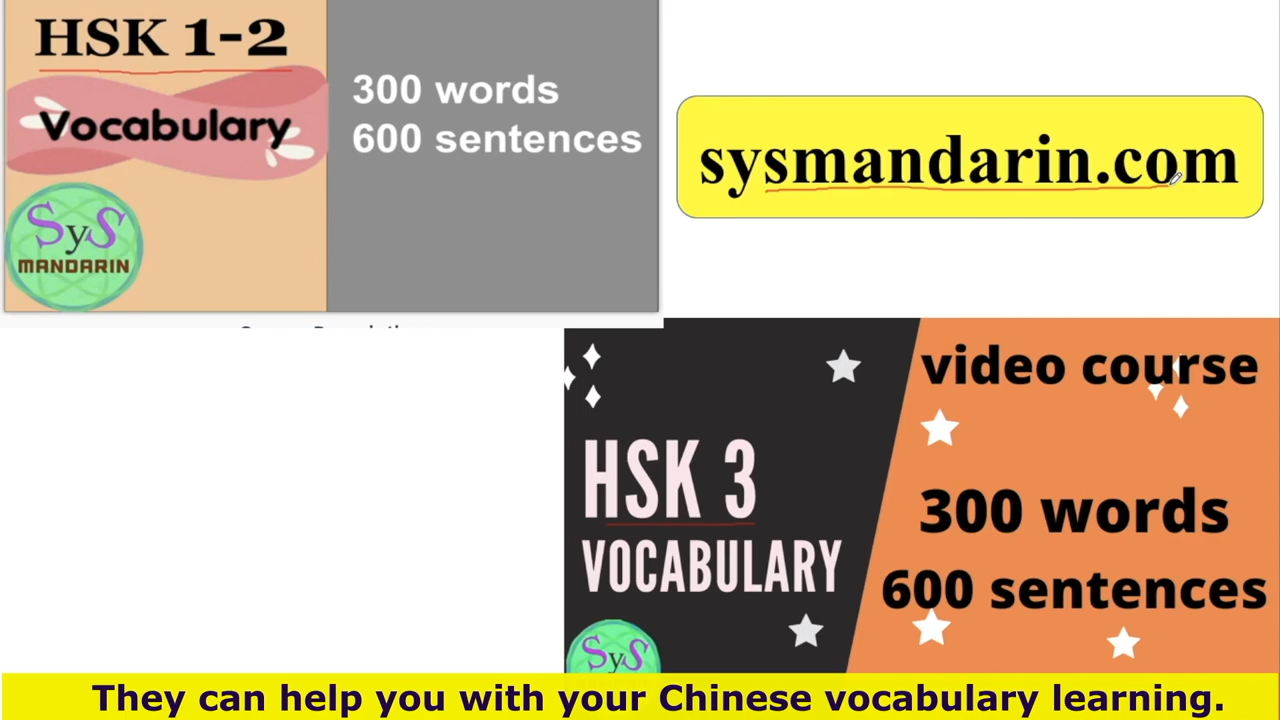 HSK 1-2
Vocabulary
SyS
MANDARIN
300 words
600 sentences
sysmandarin.com
video course
HSK 3
VOCABULARY
300 words
600 sentences
SyS
They can help you with your Chinese vocabulary learning.